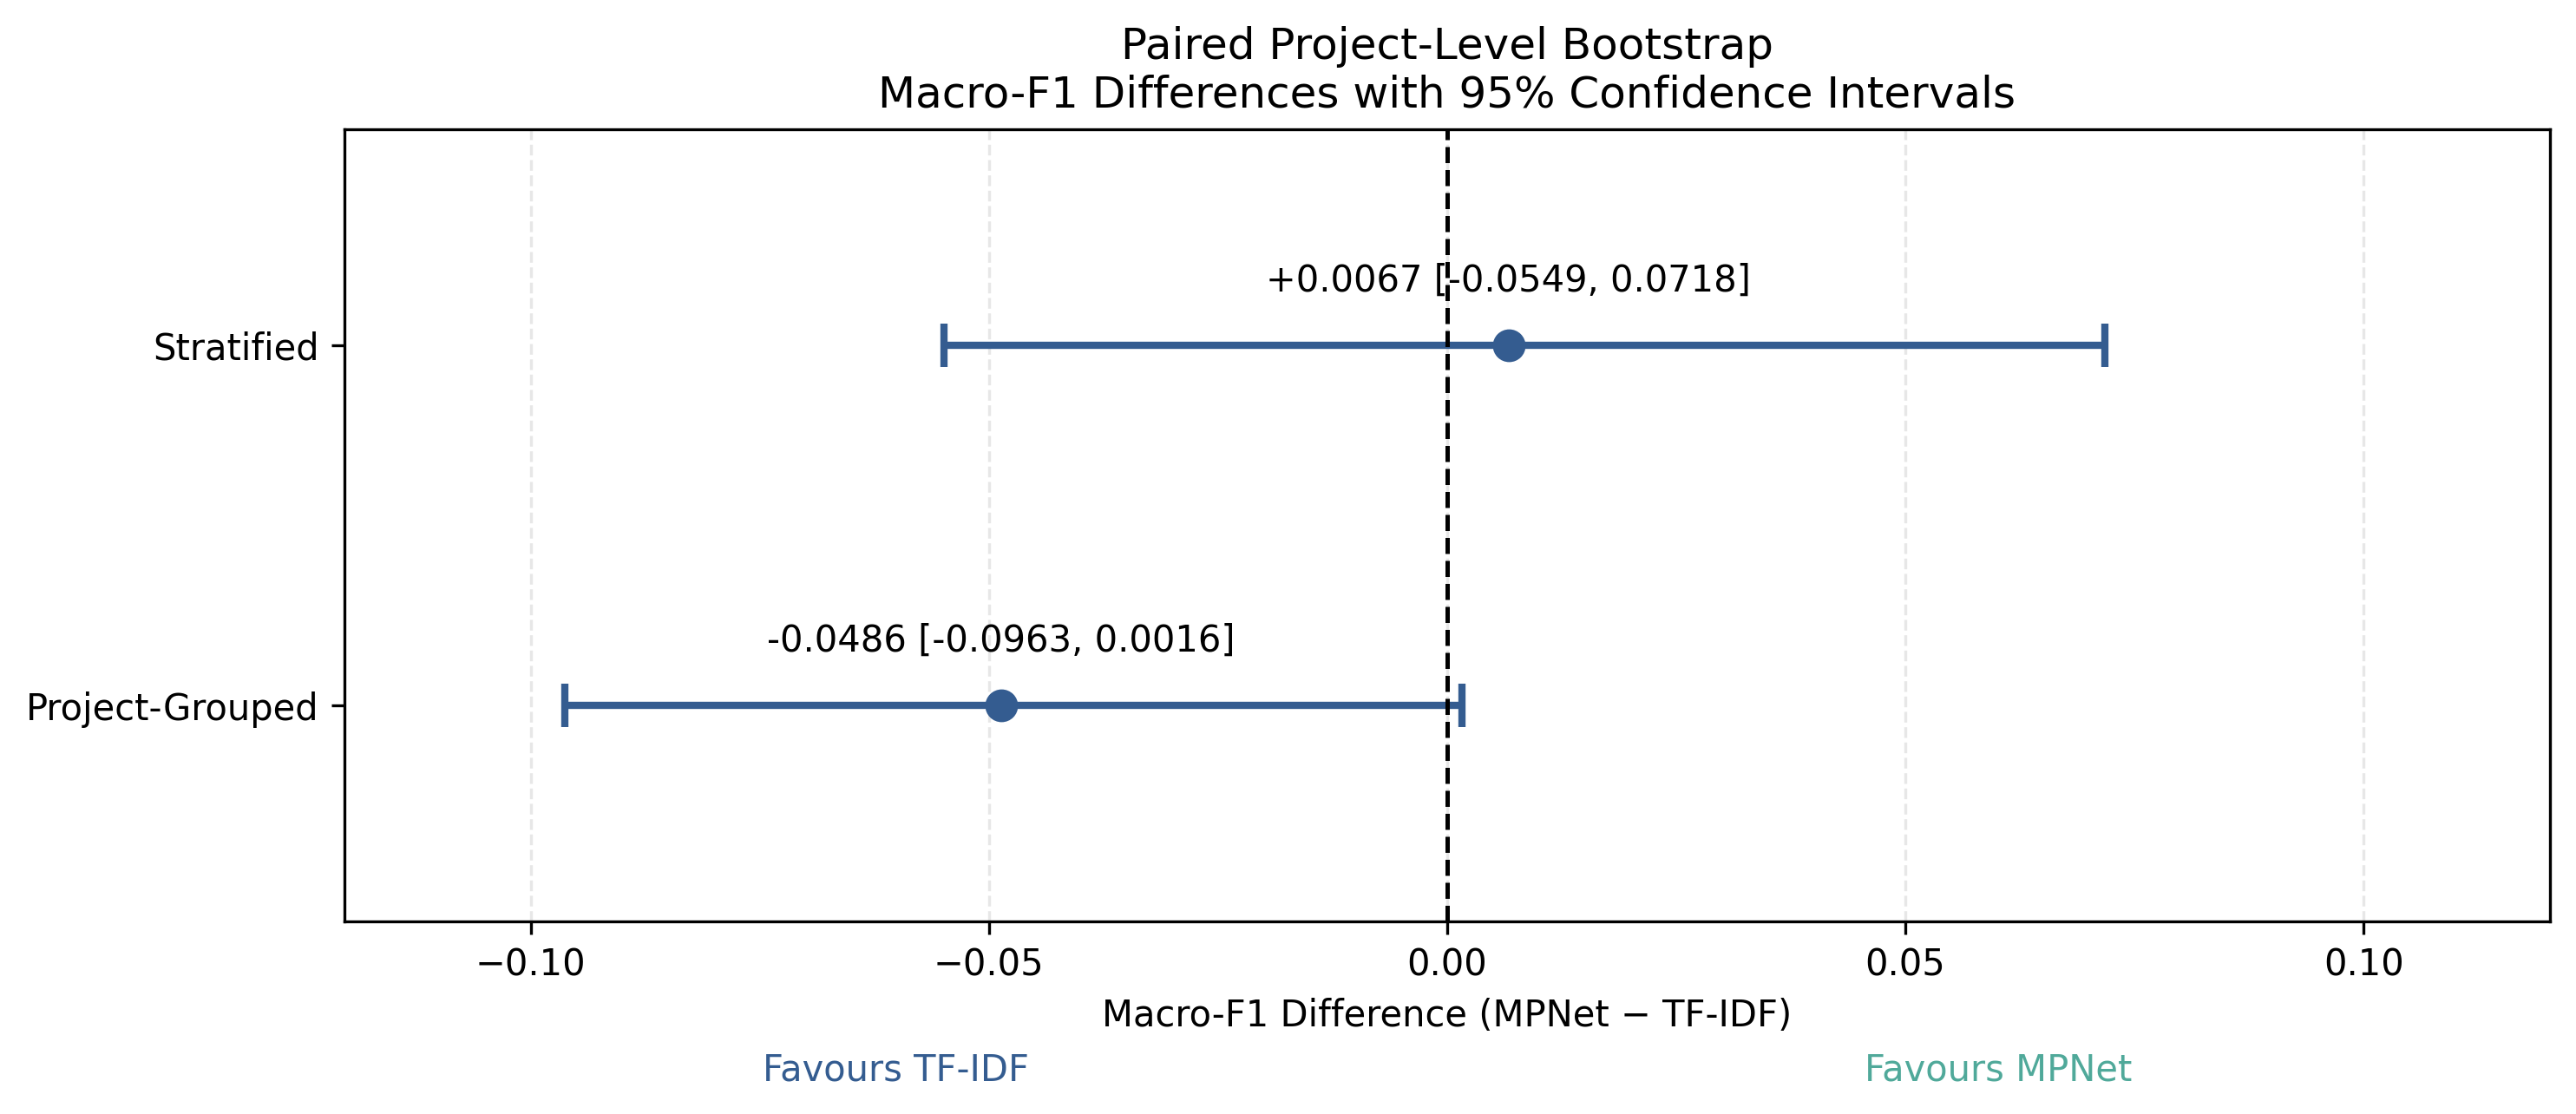 Paired Project-Level Bootstrap
Macro-F1 Differences with 95% Confidence Intervals
+0.0067 [-0.0549, 0.0718]
Stratified
-0.0486 [-0.0963, 0.0016]
Project-Grouped
−0.10 −0.05 0.00 0.05 0.10
Macro-F1 Difference (MPNet − TF-IDF)
Favours TF-IDF Favours MPNet